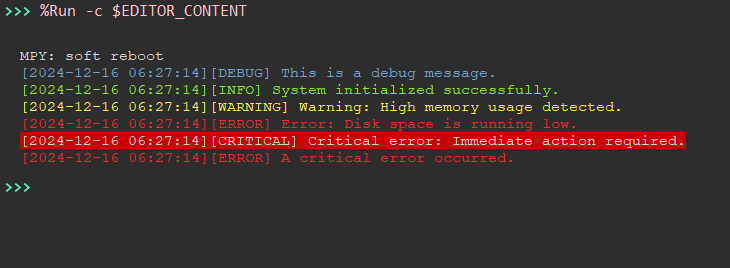 >>> %Run -c $EDITOR_CONTENT
MPY: soft reboot
[2024-12-16 06:27:14][DEBUG] This is a debug message.
[2024-12-16 06:27:14][INFO] System initialized successfully.
[2024-12-16 06:27:14][WARNING] Warning: High memory usage detected.
[2024-12-16 06:27:14][ERROR] Error: Disk space is running low.
[2024-12-16 06:27:14][CRITICAL] Critical error: Immediate action required.
[2024-12-16 06:27:14][ERROR] A critical error occurred.
>>>